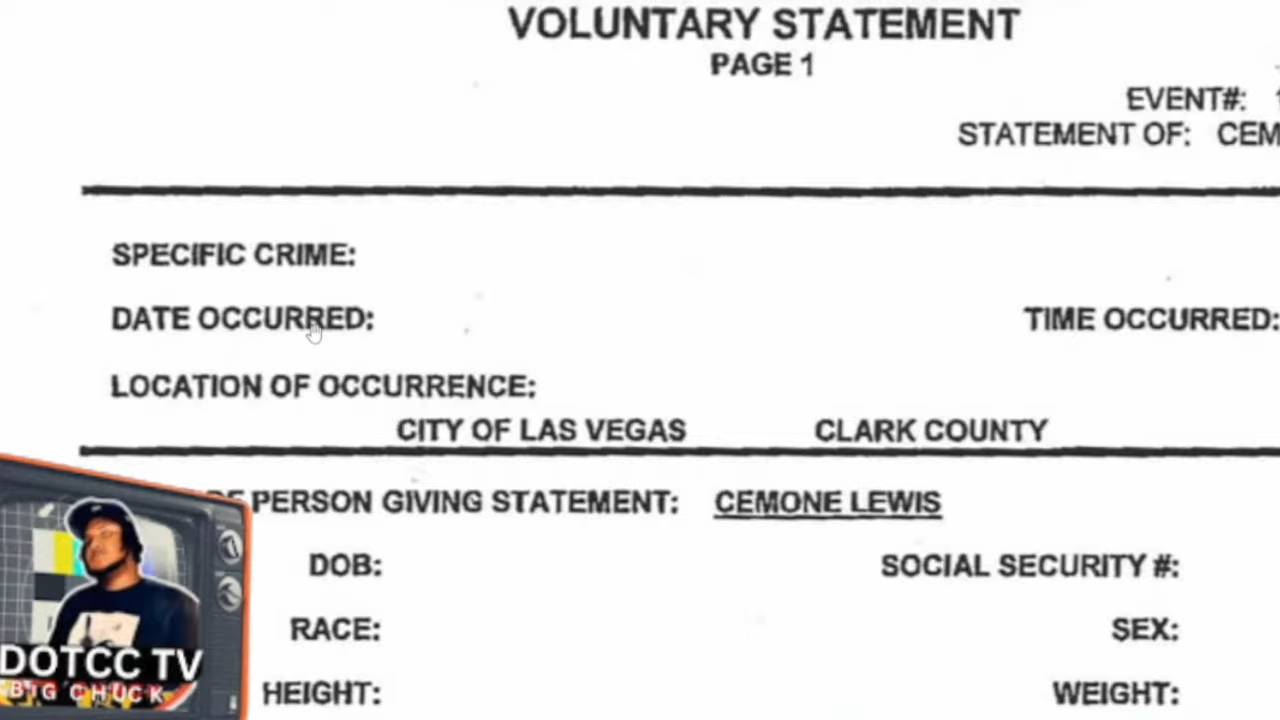 VOLUNTARY STATEMENT
PAGE 1
EVENT#:
STATEMENT OF: CEM
SPECIFIC CRIME:
DATE OCCURRED:
TIME OCCURRED:
LOCATION OF OCCURRENCE:
CITY OF LAS VEGAS CLARK COUNTY
PERSON GIVING STATEMENT: CEMONE LEWIS
DOB: SOCIAL SECURITY #:
RACE: SEX:
HEIGHT: WEIGHT:
DOTCC TV
BIG CHUCK